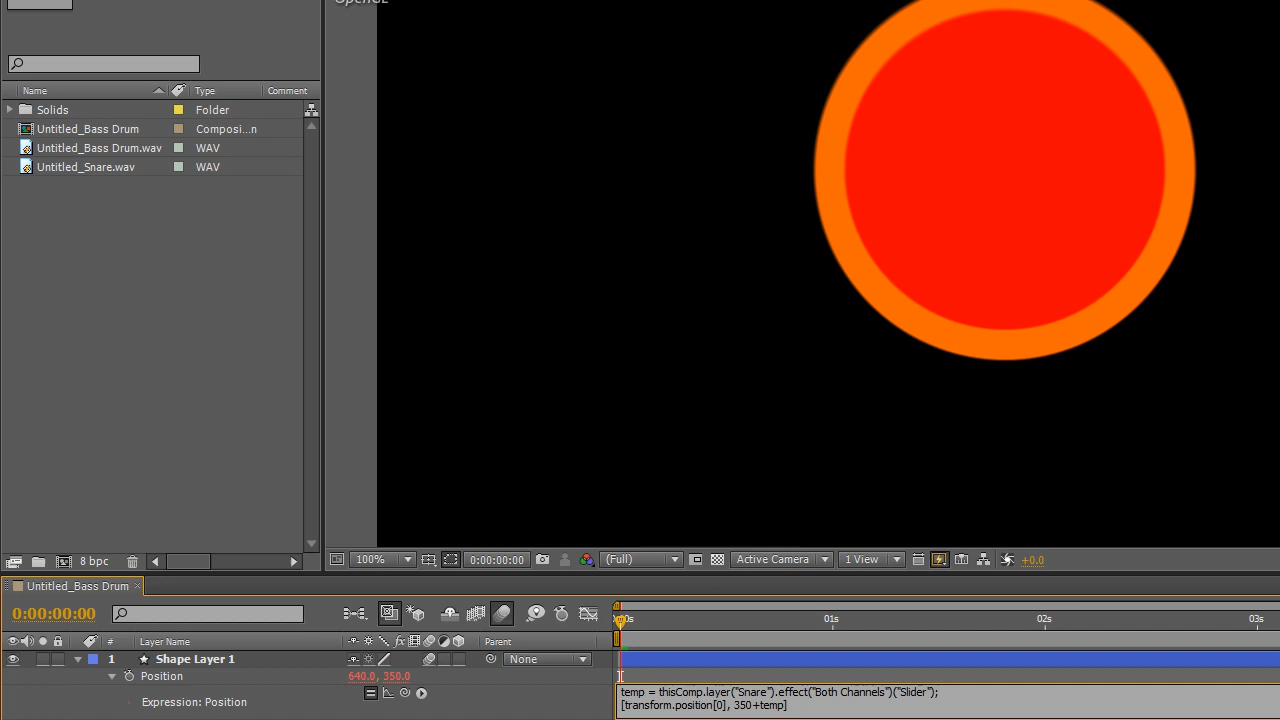 OpenGL
Name Type Comment
Solids Folder
Untitled_Bass Drum Composi...n
Untitled_Bass Drum.wav WAV
Untitled_Snare.wav WAV
8 bpc
100% 0:00:00:00 (Full) Active Camera 1 View +0.0
Untitled_Bass Drum
0:00:00:00
01s 02s 03s
# Layer Name fx Parent
1 Shape Layer 1 None
Position 640.0, 350.0
Expression: Position
temp = thisComp.layer("Snare").effect("Both Channels")("Slider");
[transform.position[0], 350+temp]